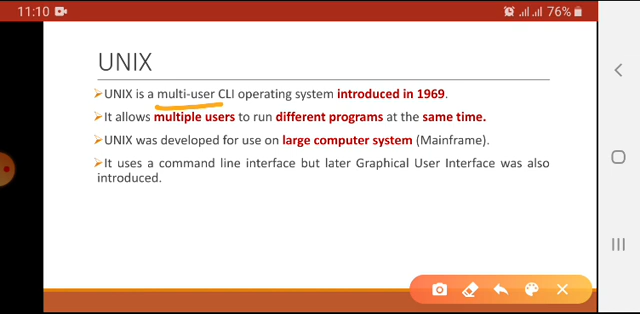 11:10
76%
UNIX
UNIX is a multi-user CLI operating system introduced in 1969.
It allows multiple users to run different programs at the same time.
UNIX was developed for use on large computer system (Mainframe).
It uses a command line interface but later Graphical User Interface was also
introduced.